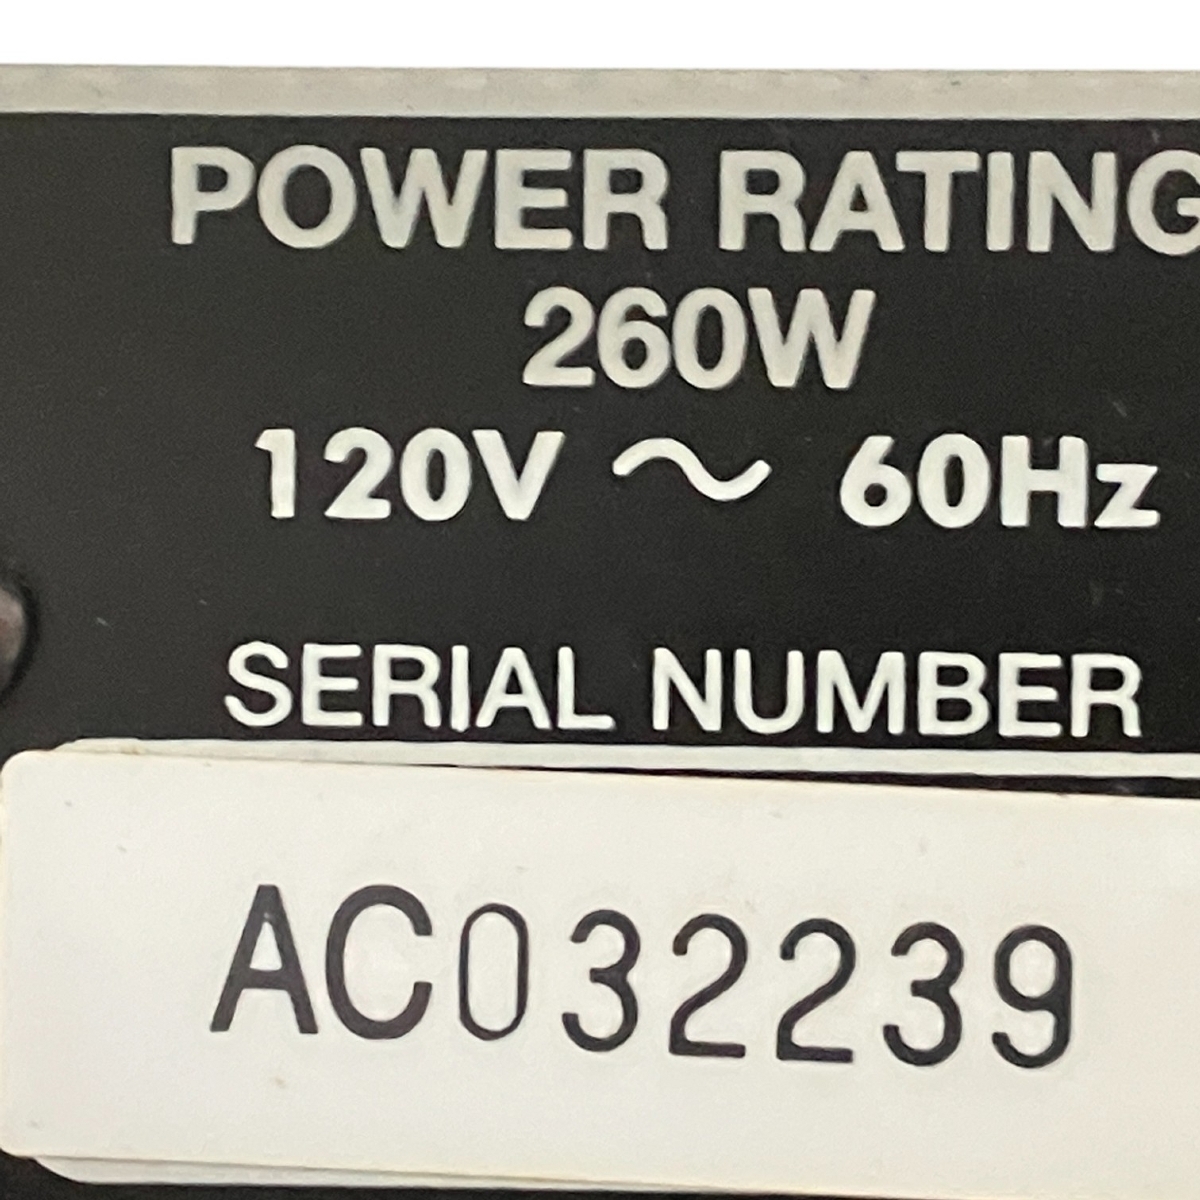 POWER RATING
260W
120V ~ 60Hz
SERIAL NUMBER
AC032239